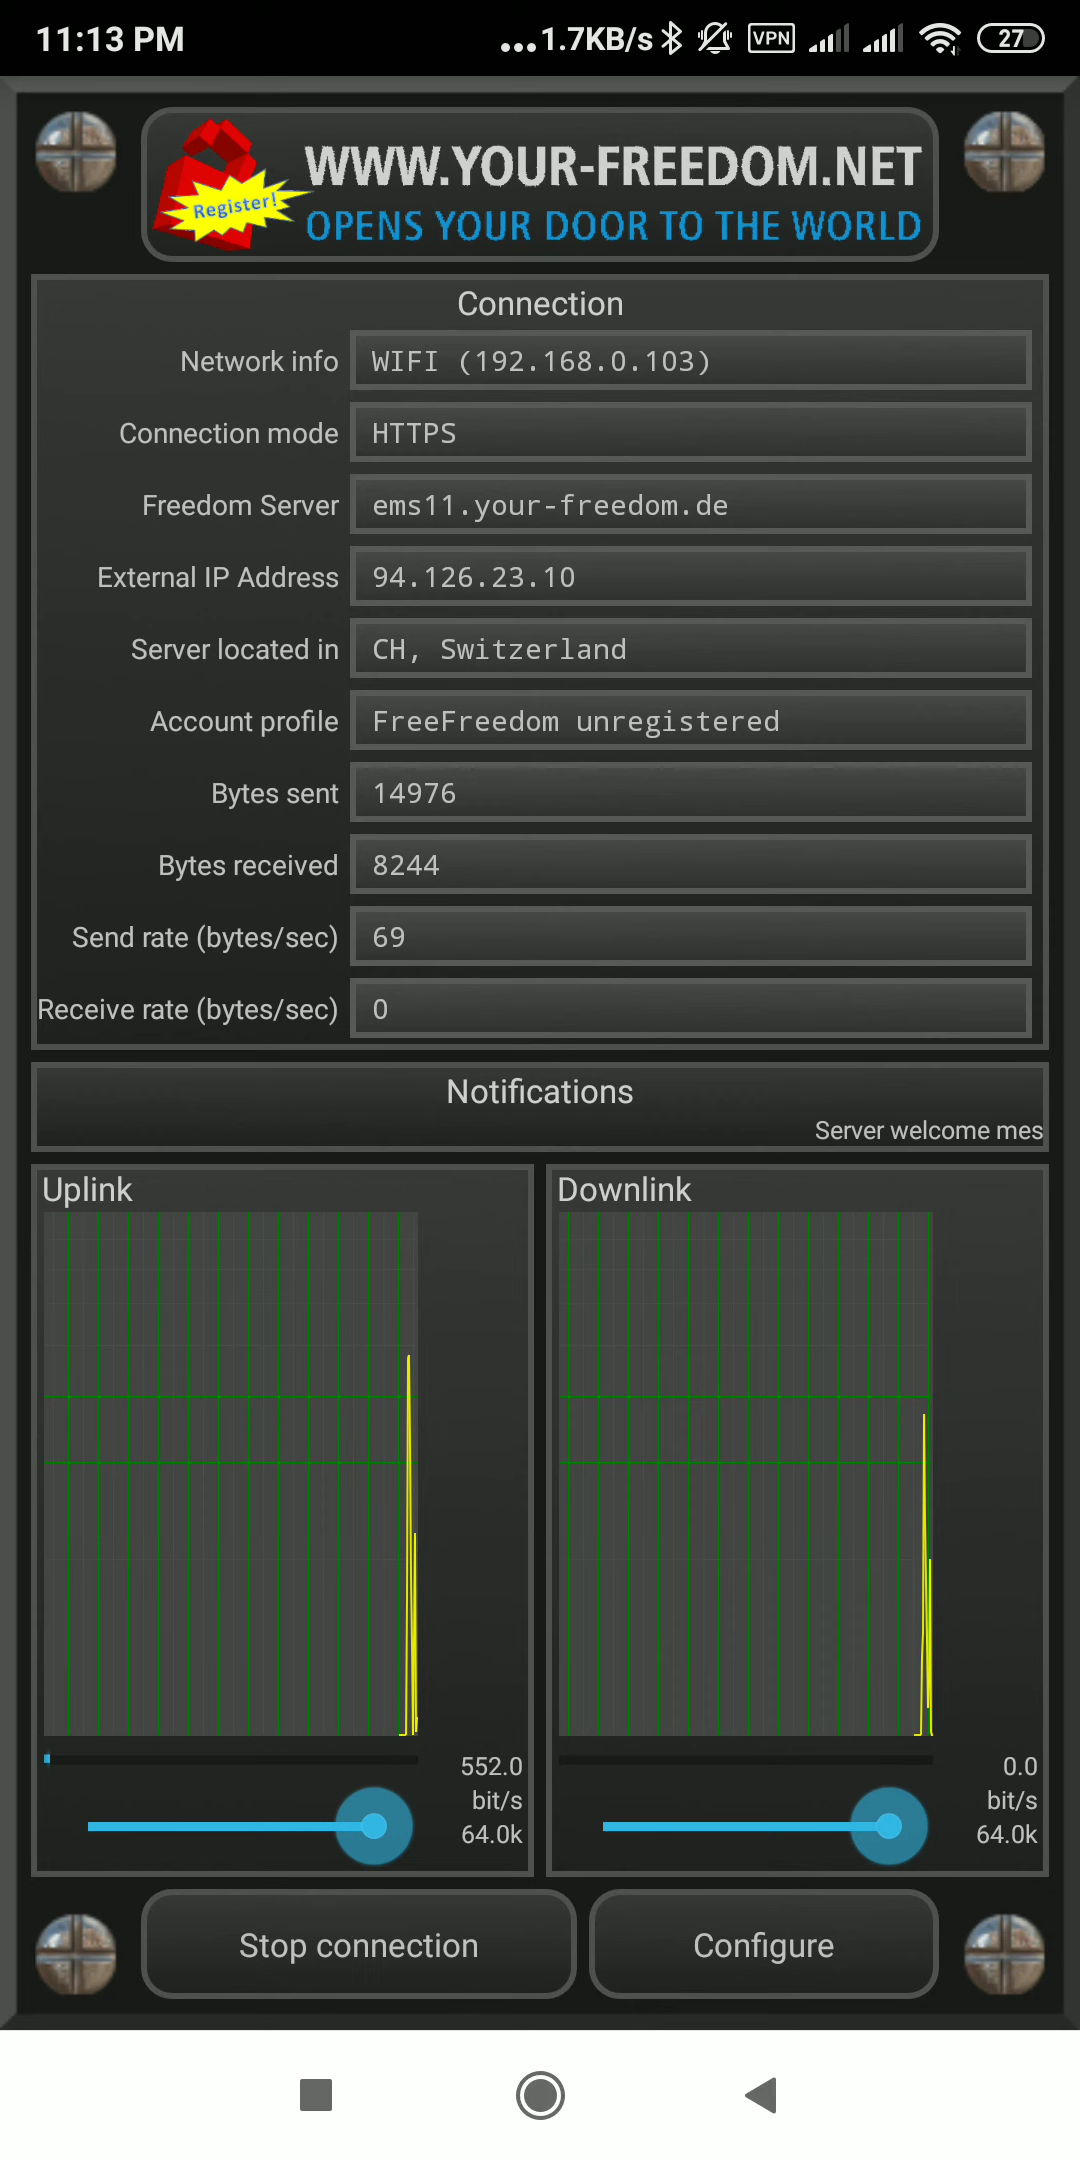 11:13 PM
...1.7KB/s VPN 27
Register!
WWW.YOUR-FREEDOM.NET
OPENS YOUR DOOR TO THE WORLD
Connection
Network info WIFI (192.168.0.103)
Connection mode HTTPS
Freedom Server ems11.your-freedom.de
External IP Address 94.126.23.10
Server located in CH, Switzerland
Account profile FreeFreedom unregistered
Bytes sent 14976
Bytes received 8244
Send rate (bytes/sec) 69
Receive rate (bytes/sec) 0
Notifications
Server welcome mes
Uplink
552.0
bit/s
64.0k
Downlink
0.0
bit/s
64.0k
Stop connection
Configure